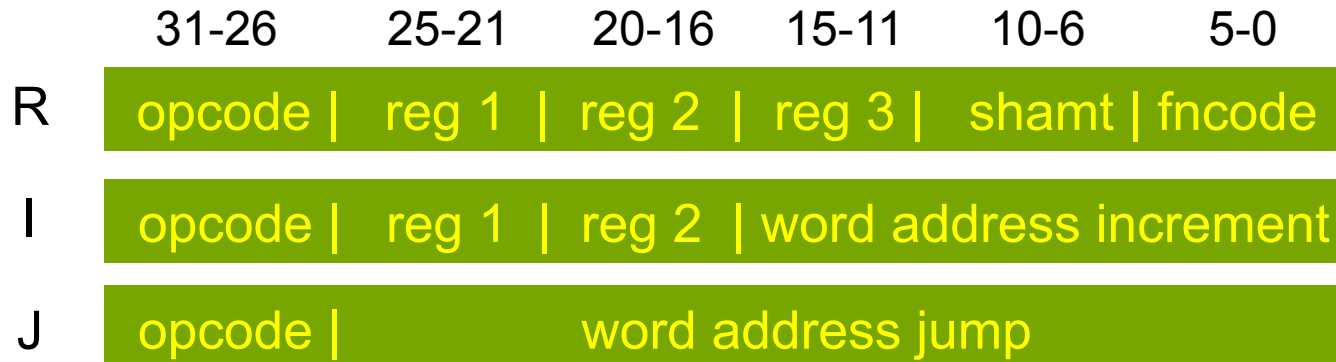 31-26 25-21 20-16 15-11 10-6 5-0
R opcode | reg 1 | reg 2 | reg 3 | shamt | fncode
I opcode | reg 1 | reg 2 | word address increment
J opcode | word address jump